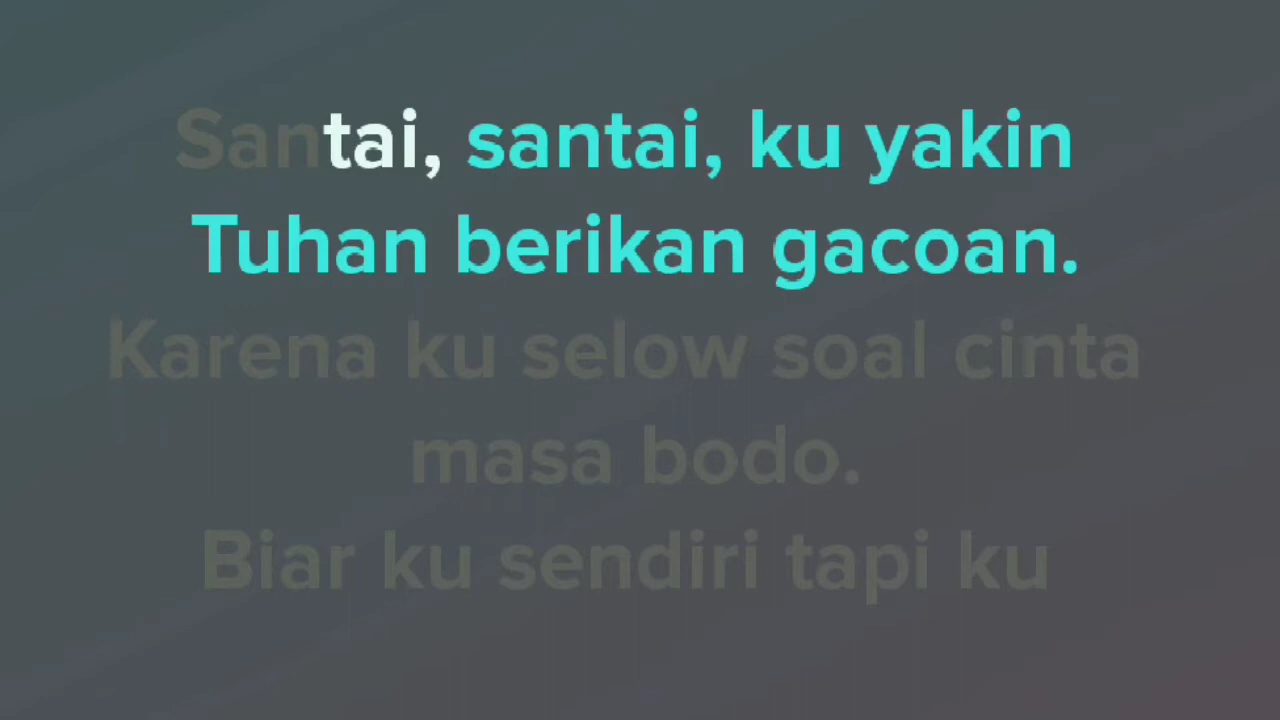 Santai, santai, ku yakin
Tuhan berikan gacoan.
Karena ku selow soal cinta
masa bodo.
Biar ku sendiri tapi ku